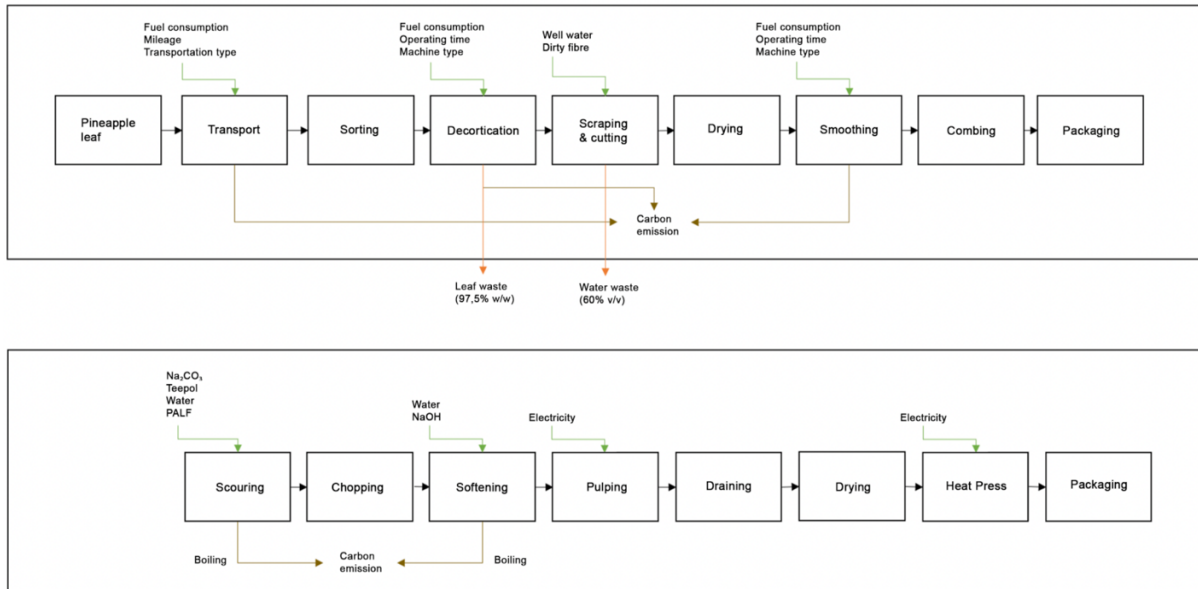 Fuel consumption
Mileage
Transportation type
Fuel consumption
Operating time
Machine type
Well water
Dirty fibre
Fuel consumption
Operating time
Machine type
Pineapple
leaf
Transport
Sorting
Decortication
Scraping
& cutting
Drying
Smoothing
Combing
Packaging
Carbon
emission
Leaf waste
(97,5% w/w)
Water waste
(60% v/v)
Na₂CO₃
Teepol
Water
PALF
Water
NaOH
Electricity
Electricity
Scouring
Chopping
Softening
Pulping
Draining
Drying
Heat Press
Packaging
Boiling
Carbon
emission
Boiling